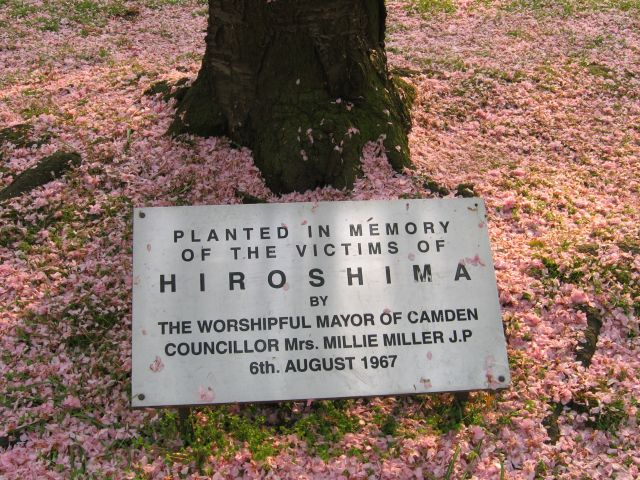 PLANTED IN MEMORY
OF THE VICTIMS OF
HIROSHIMA
BY
THE WORSHIPFUL MAYOR OF CAMDEN
COUNCILLOR Mrs. MILLIE MILLER J.P
6th. AUGUST 1967